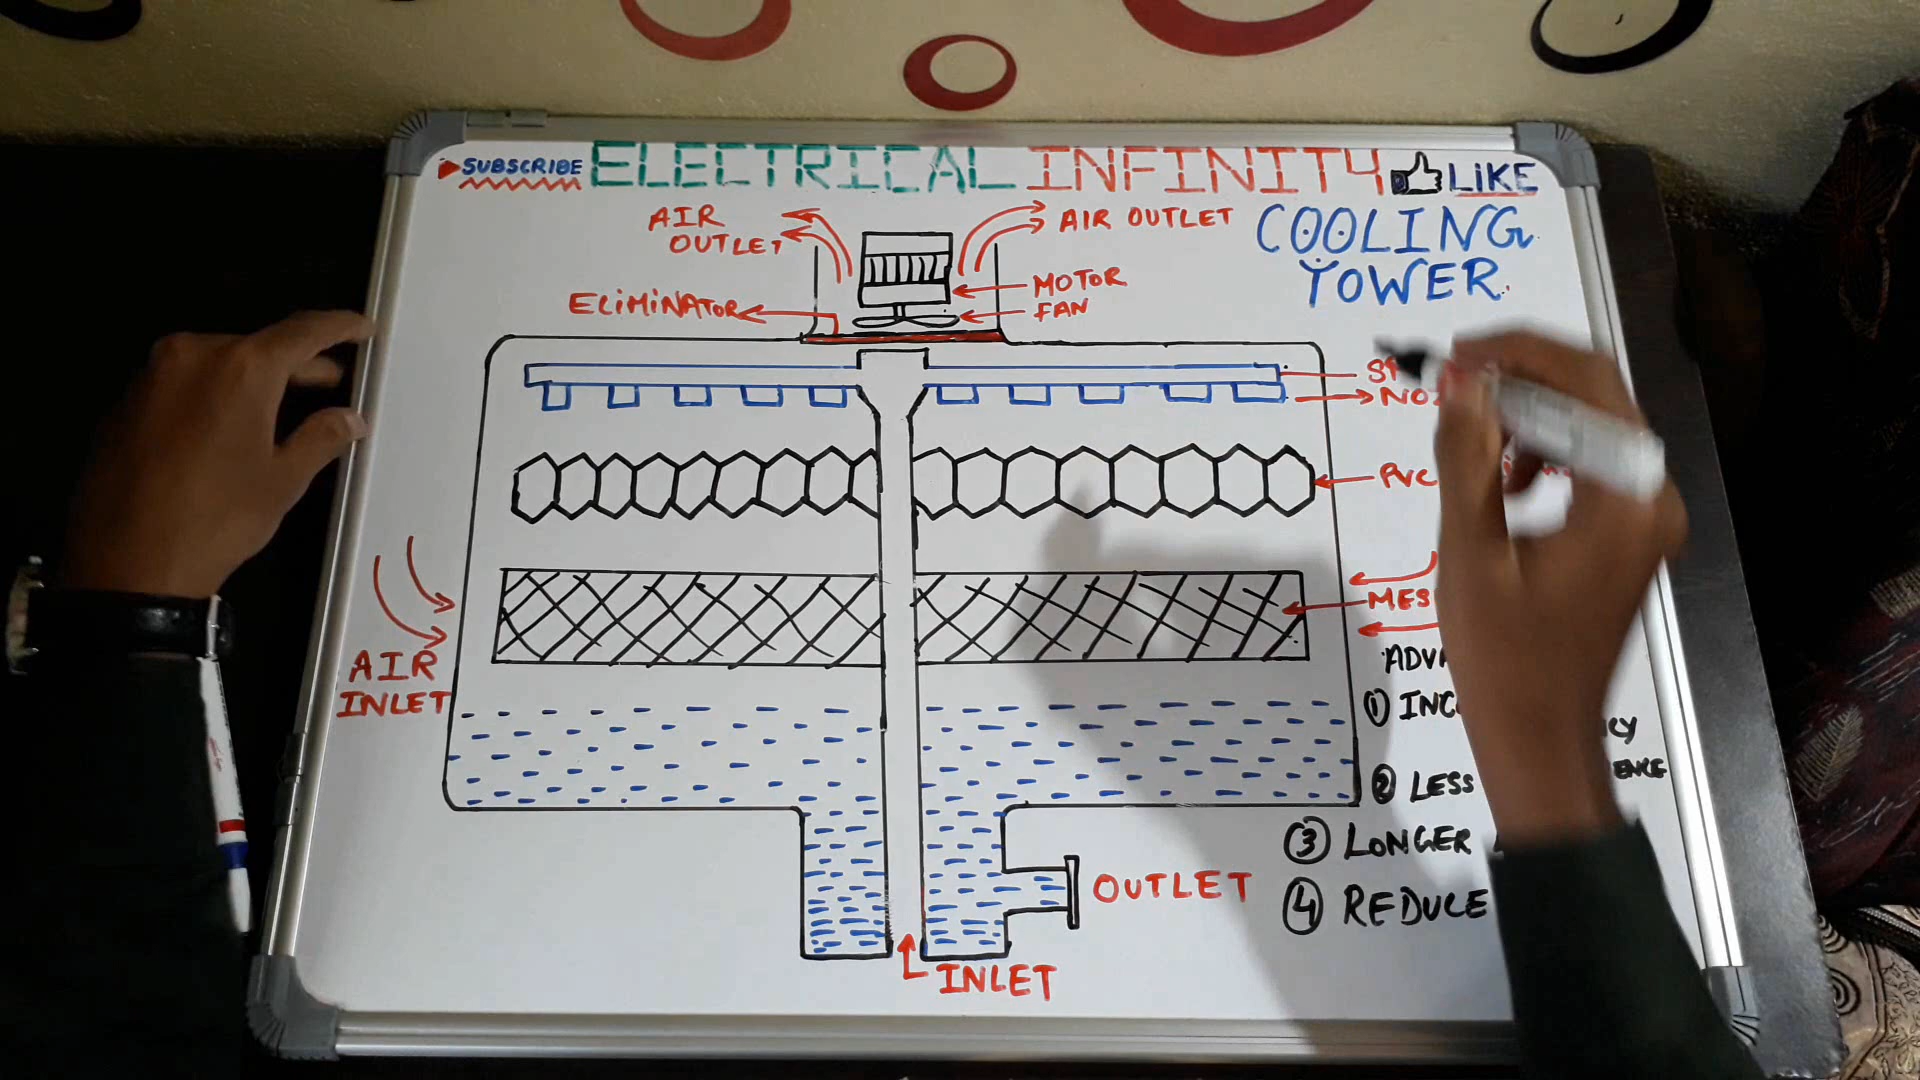 SUBSCRIBE ELECTRICAL INFINITY LIKE
COOLING
TOWER
AIR
OUTLET
AIR OUTLET
MOTOR
FAN
ELIMINATOR
PVC
AIR
INLET
① 
② LESS
③ LONGER
④ REDUCE
OUTLET
INLET